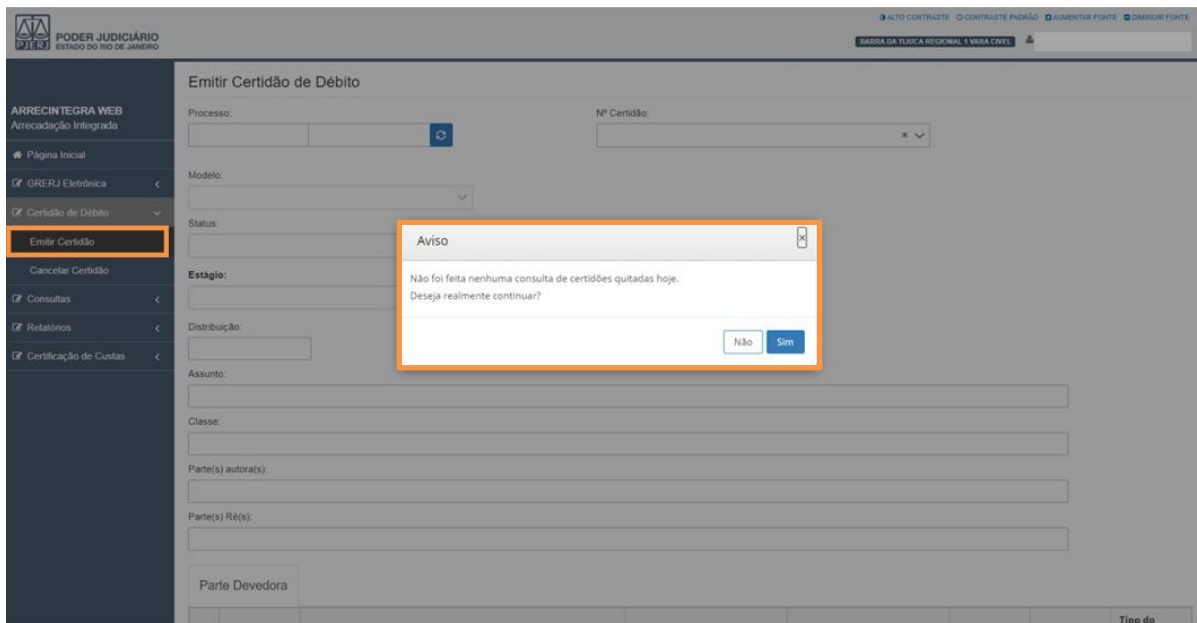 ALTO CONTRASTE CONTRASTE PADRÃO AUMENTAR FONTE DIMINUIR FONTE
PJERJ
PODER JUDICIÁRIO
ESTADO DO RIO DE JANEIRO
BARRA DA TIJUCA REGIONAL 1 VARA CIVEL
ARRECINTEGRA WEB
Arrecadação Integrada
Página Inicial
GRERJ Eletrônica
Certidão de Débito
Emitir Certidão
Cancelar Certidão
Consultas
Relatórios
Certificação de Custas
Emitir Certidão de Débito
Processo:
Nº Certidão:
Modelo:
Status:
Estágio:
Distribuição:
Assunto:
Classe:
Parte(s) autora(s):
Parte(s) Ré(s):
Parte Devedora
Tipo do
Aviso
Não foi feita nenhuma consulta de certidões quitadas hoje.
Deseja realmente continuar?
Não Sim